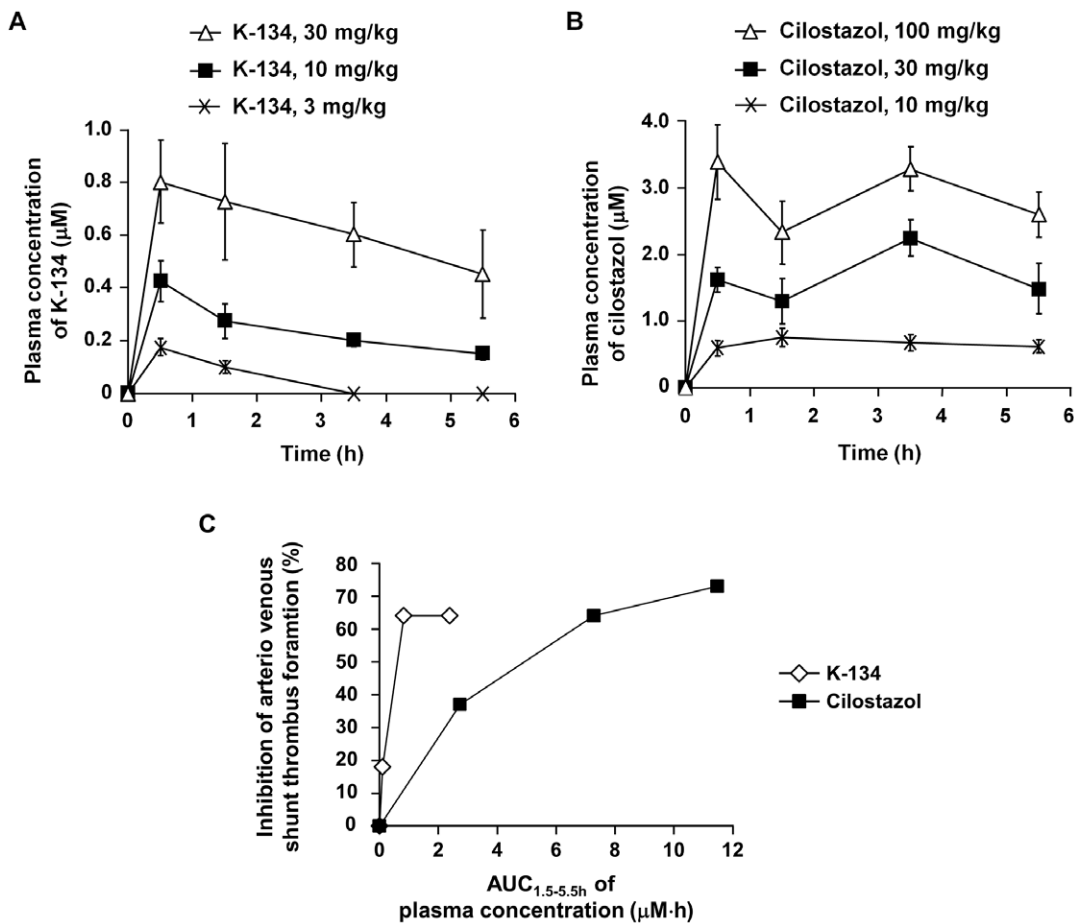 A
K-134, 30 mg/kg
K-134, 10 mg/kg
K-134, 3 mg/kg
Plasma concentration
of K-134 (μM)
1.0
0.8
0.6
0.4
0.2
0
0 1 2 3 4 5 6
Time (h)
B
Cilostazol, 100 mg/kg
Cilostazol, 30 mg/kg
Cilostazol, 10 mg/kg
Plasma concentration
of cilostazol (μM)
4.0
3.0
2.0
1.0
0
0 1 2 3 4 5 6
Time (h)
C
Inhibition of arterio venous
shunt thrombus foramtion (%)
80
70
60
50
40
30
20
10
0
0 2 4 6 8 10 12
AUC1.5-5.5h of
plasma concentration (μM·h)
K-134
Cilostazol